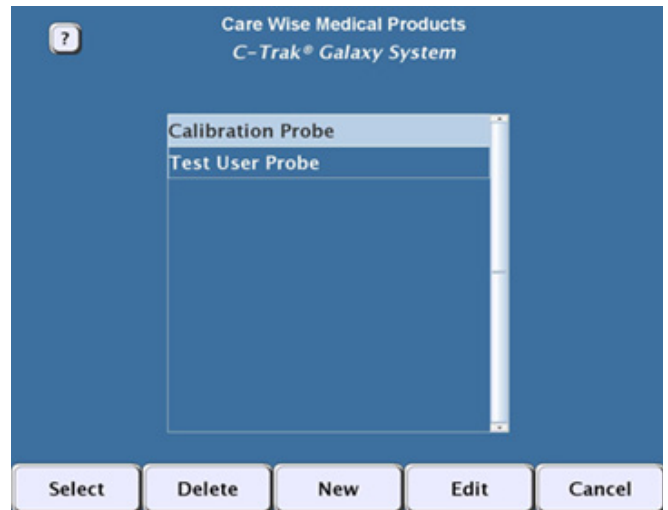 ?
Care Wise Medical Products
C-Trak® Galaxy System
Calibration Probe
Test User Probe
Select Delete New Edit Cancel